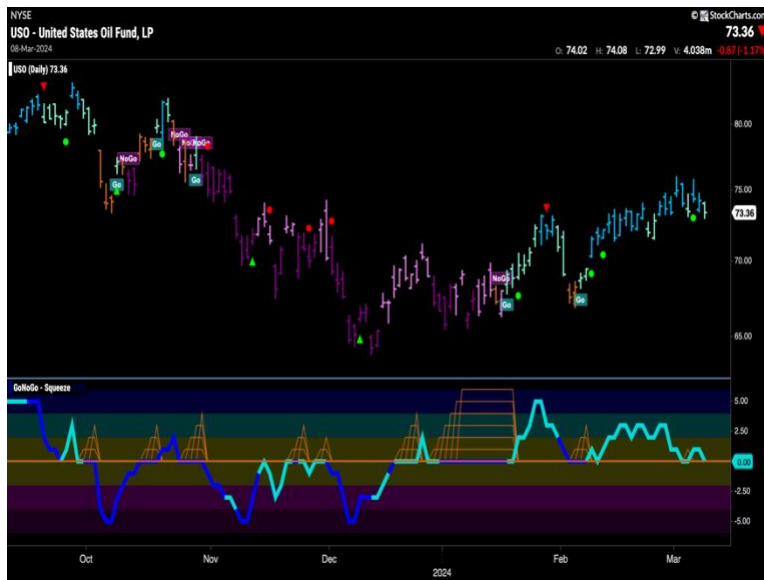 NYSE
© StockCharts.com
USO - United States Oil Fund, LP
73.36
08-Mar-2024
O: 74.02 H: 74.08 L: 72.99 V: 4.038m -0.87 (-1.17%)
USO (Daily) 73.36
80.00
NoGo
Go
NoGo
NoGo
Go
Go
75.00
73.36
70.00
NoGo
Go
Go
65.00
GoNoGo - Squeeze
5.00
2.50
0.00
-2.50
-5.00
Oct Nov Dec Feb Mar
2024